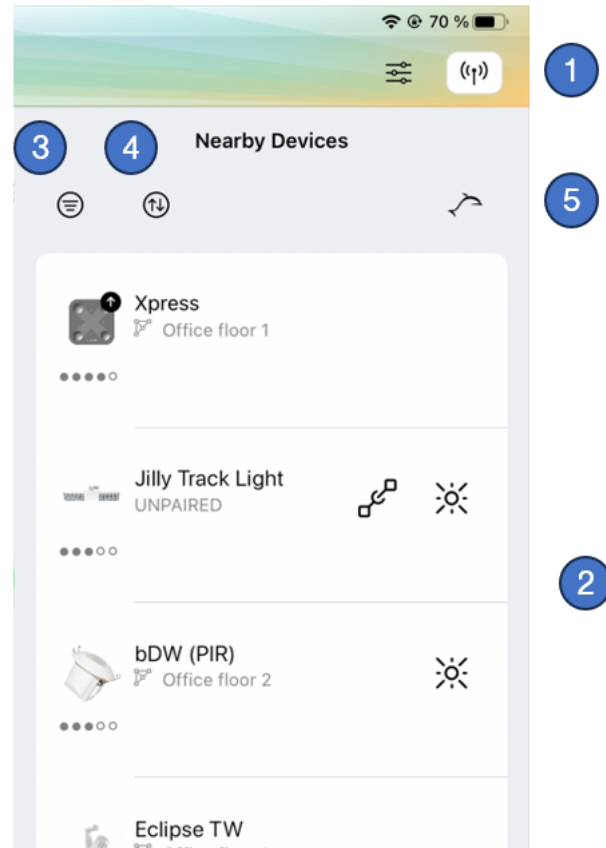 70 %
1
Nearby Devices
3
4
5
Xpress
Office floor 1
Jilly Track Light
UNPAIRED
2
bDW (PIR)
Office floor 2
Eclipse TW